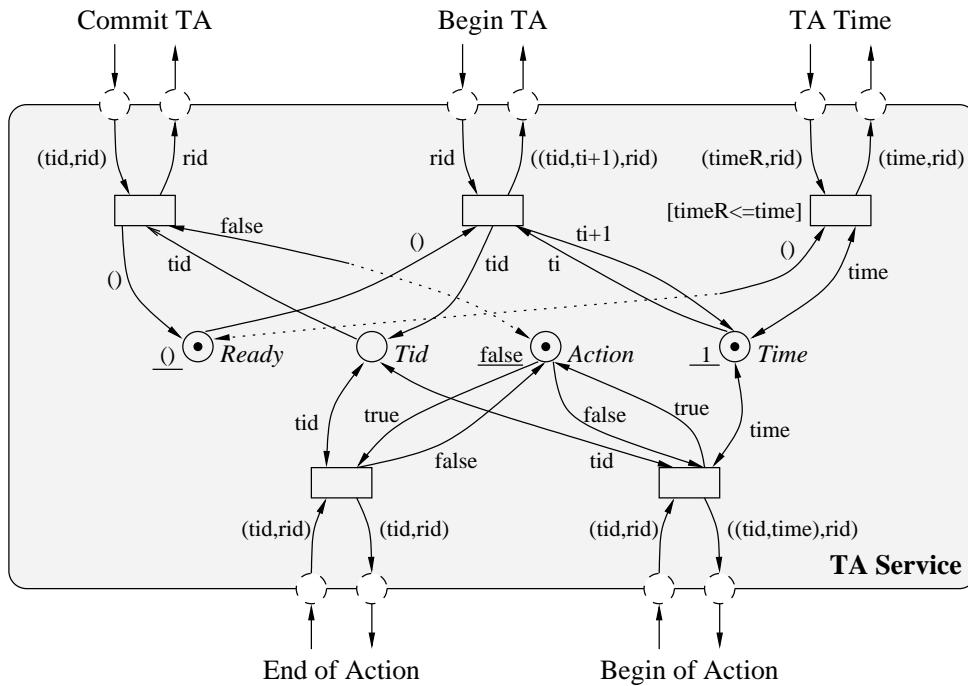 Commit TA
Begin TA
TA Time
(tid,rid)
rid
rid
((tid,ti+1),rid)
(timeR,rid)
(time,rid)
[timeR<=time]
false
()
ti+1
()
tid
tid
ti
()
time
()
Ready
Tid
false
Action
1
Time
tid
true
false
true
time
false
tid
(tid,rid)
(tid,rid)
(tid,rid)
((tid,time),rid)
TA Service
End of Action
Begin of Action